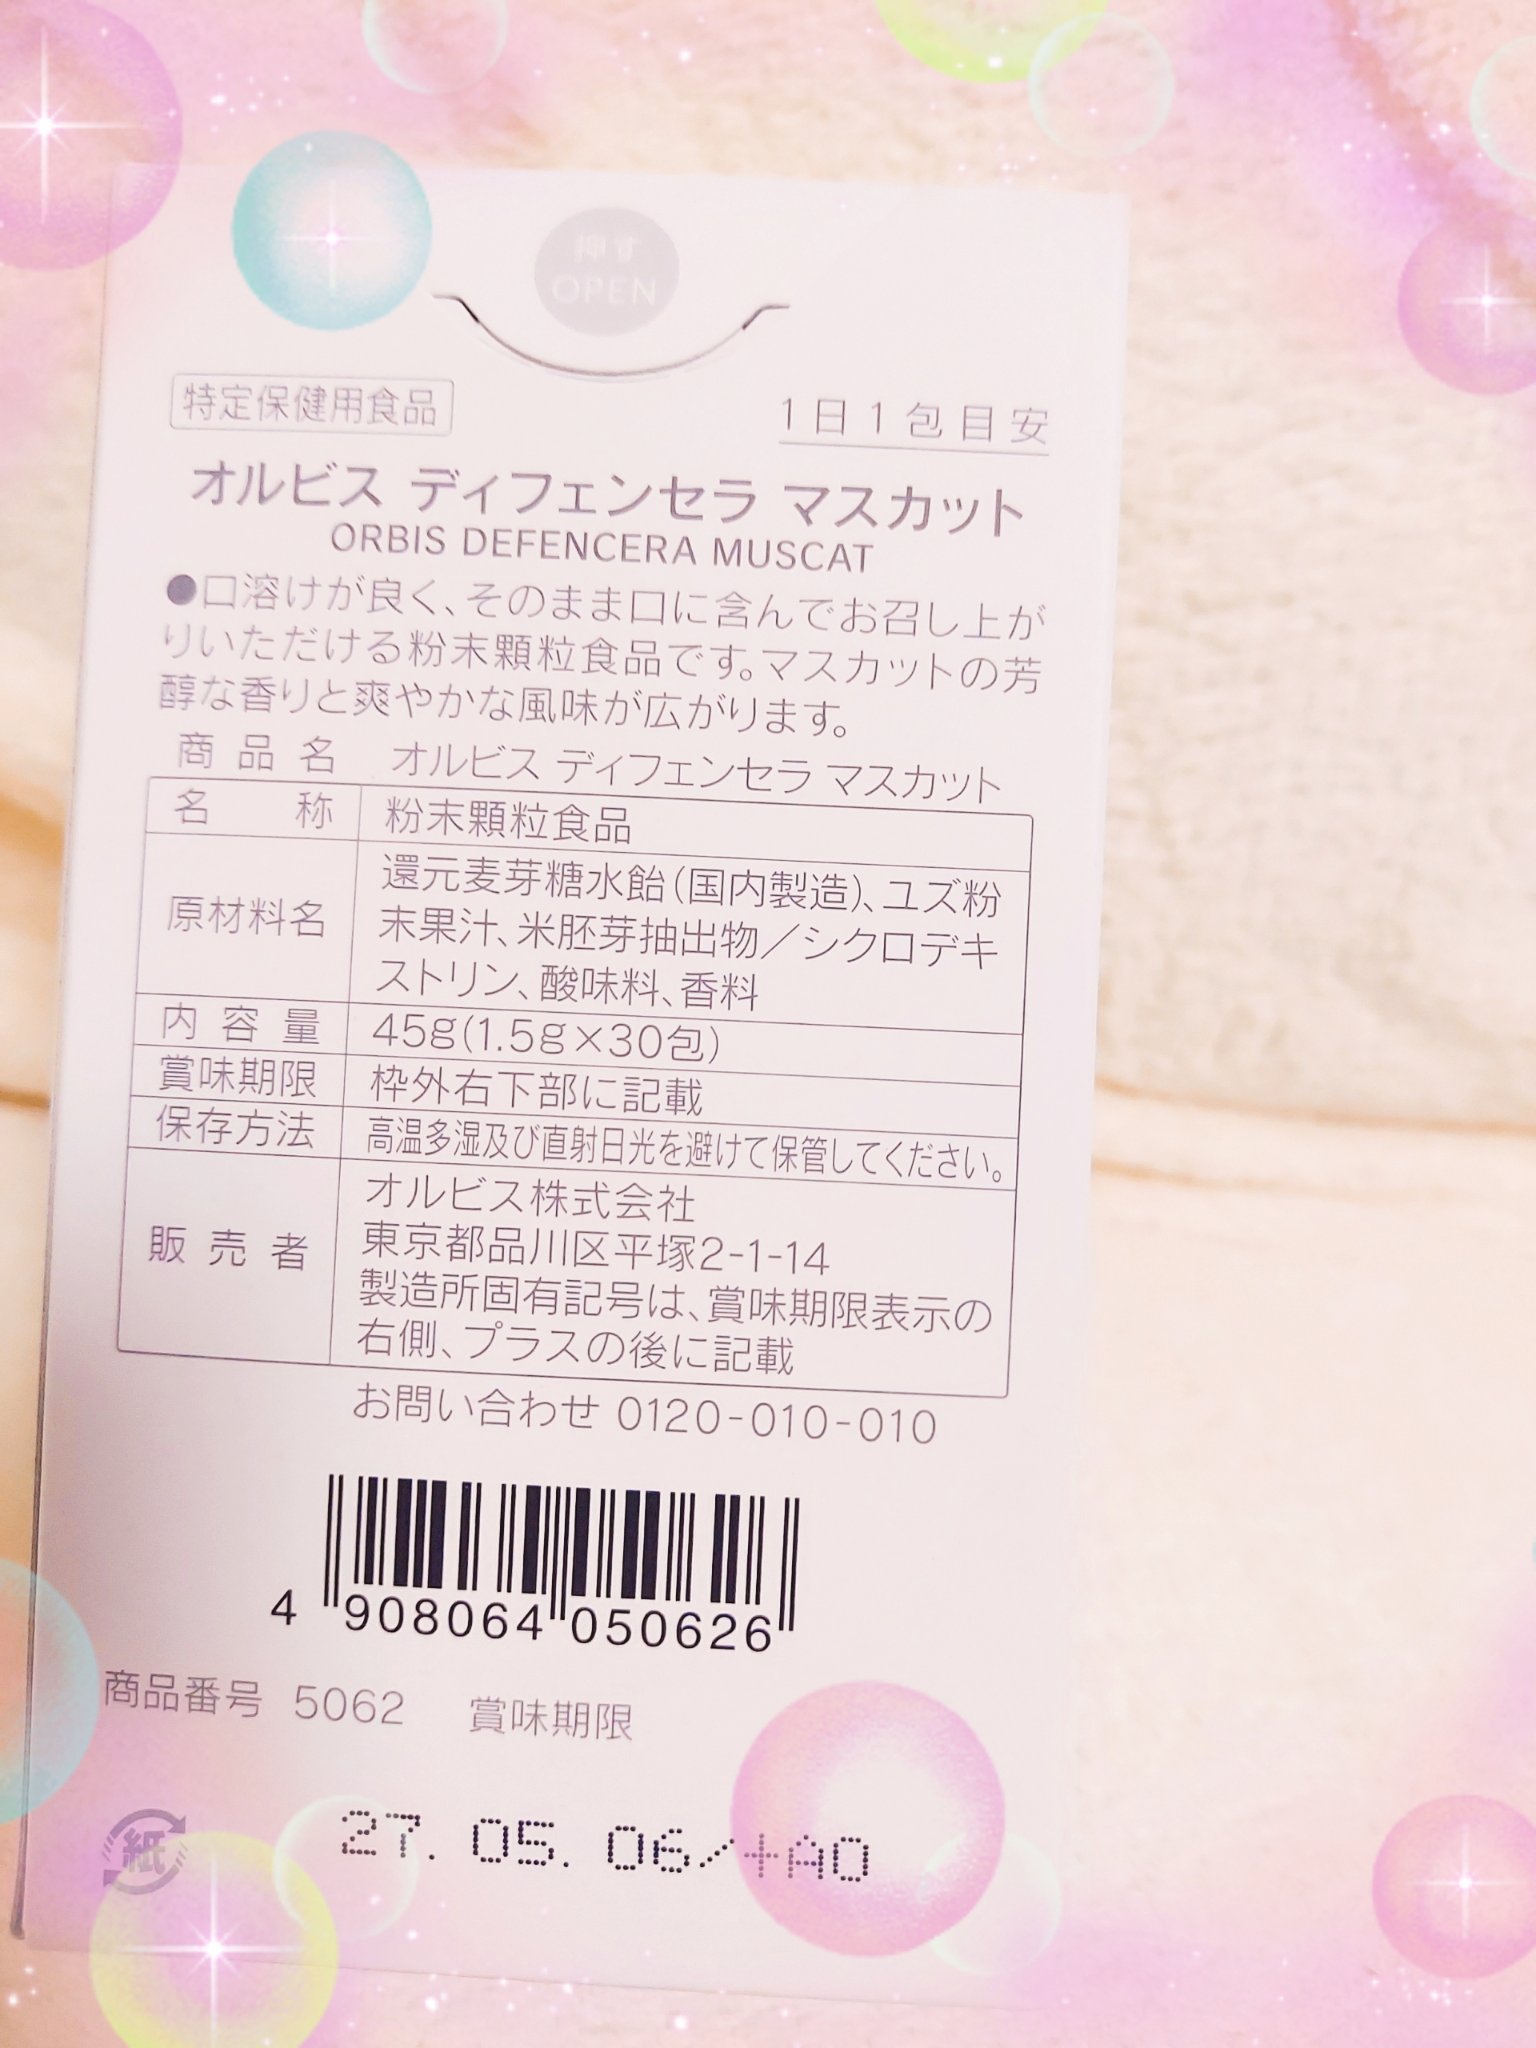 押す
OPEN
特定保健用食品
1日1包目安
オルビス ディフェンセラ マスカット
ORBIS DEFENCERA MUSCAT
●口溶けが良く、そのまま口に含んでお召し上が
りいただける粉末顆粒食品です。マスカットの芳
醇な香りと爽やかな風味が広がります。
商品名 オルビス ディフェンセラ マスカット
名称 粉末顆粒食品
原材料名 還元麦芽糖水飴(国内製造)、ユズ粉
末果汁、米胚芽抽出物/シクロデキ
ストリン、酸味料、香料
内容量 45g(1.5g×30包)
賞味期限 枠外右下部に記載
保存方法 高温多湿及び直射日光を避けて保管してください。
販売者 オルビス株式会社
東京都品川区平塚2-1-14
製造所固有記号は、賞味期限表示の
右側、プラスの後に記載
お問い合わせ 0120-010-010
4 908064 050626
商品番号 5062 賞味期限
紙
27.05.06/+A0